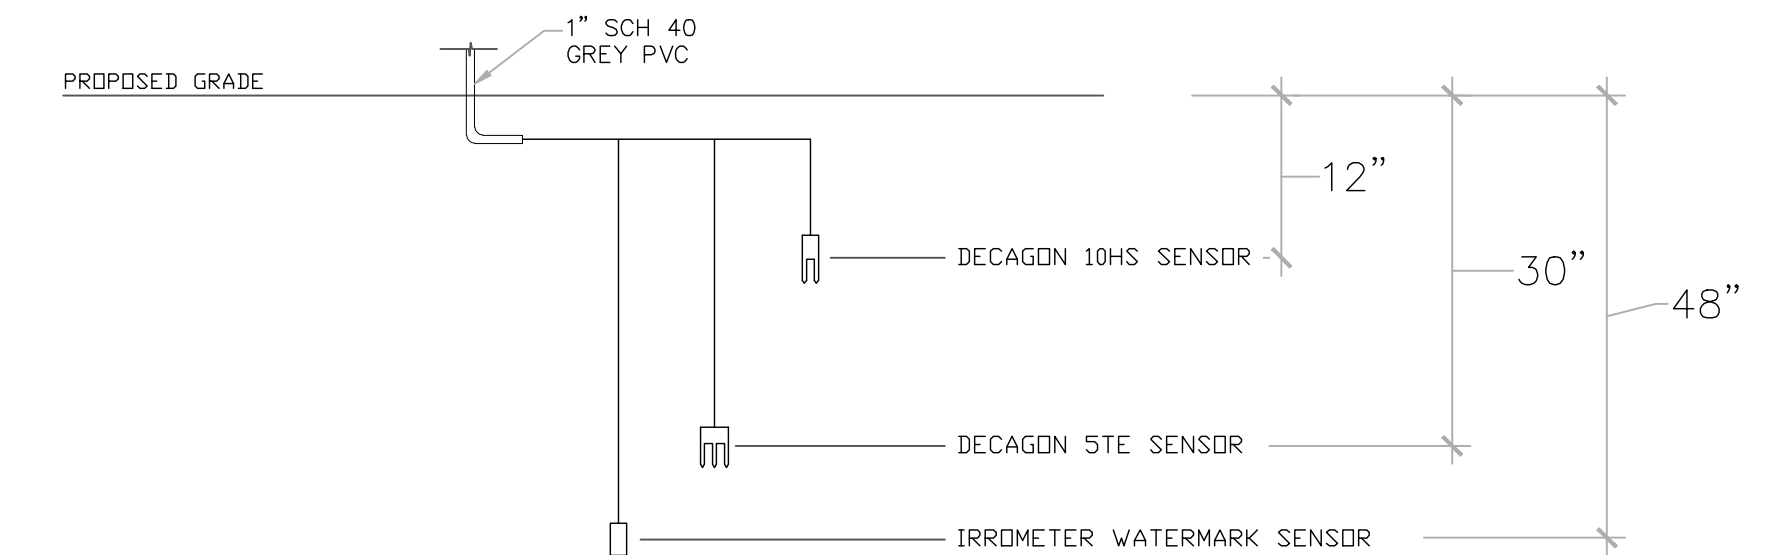 1” SCH 40
GREY PVC
PROPOSED GRADE
12”
DECAGON 10HS SENSOR
30”
48”
DECAGON 5TE SENSOR
IRROMETER WATERMARK SENSOR